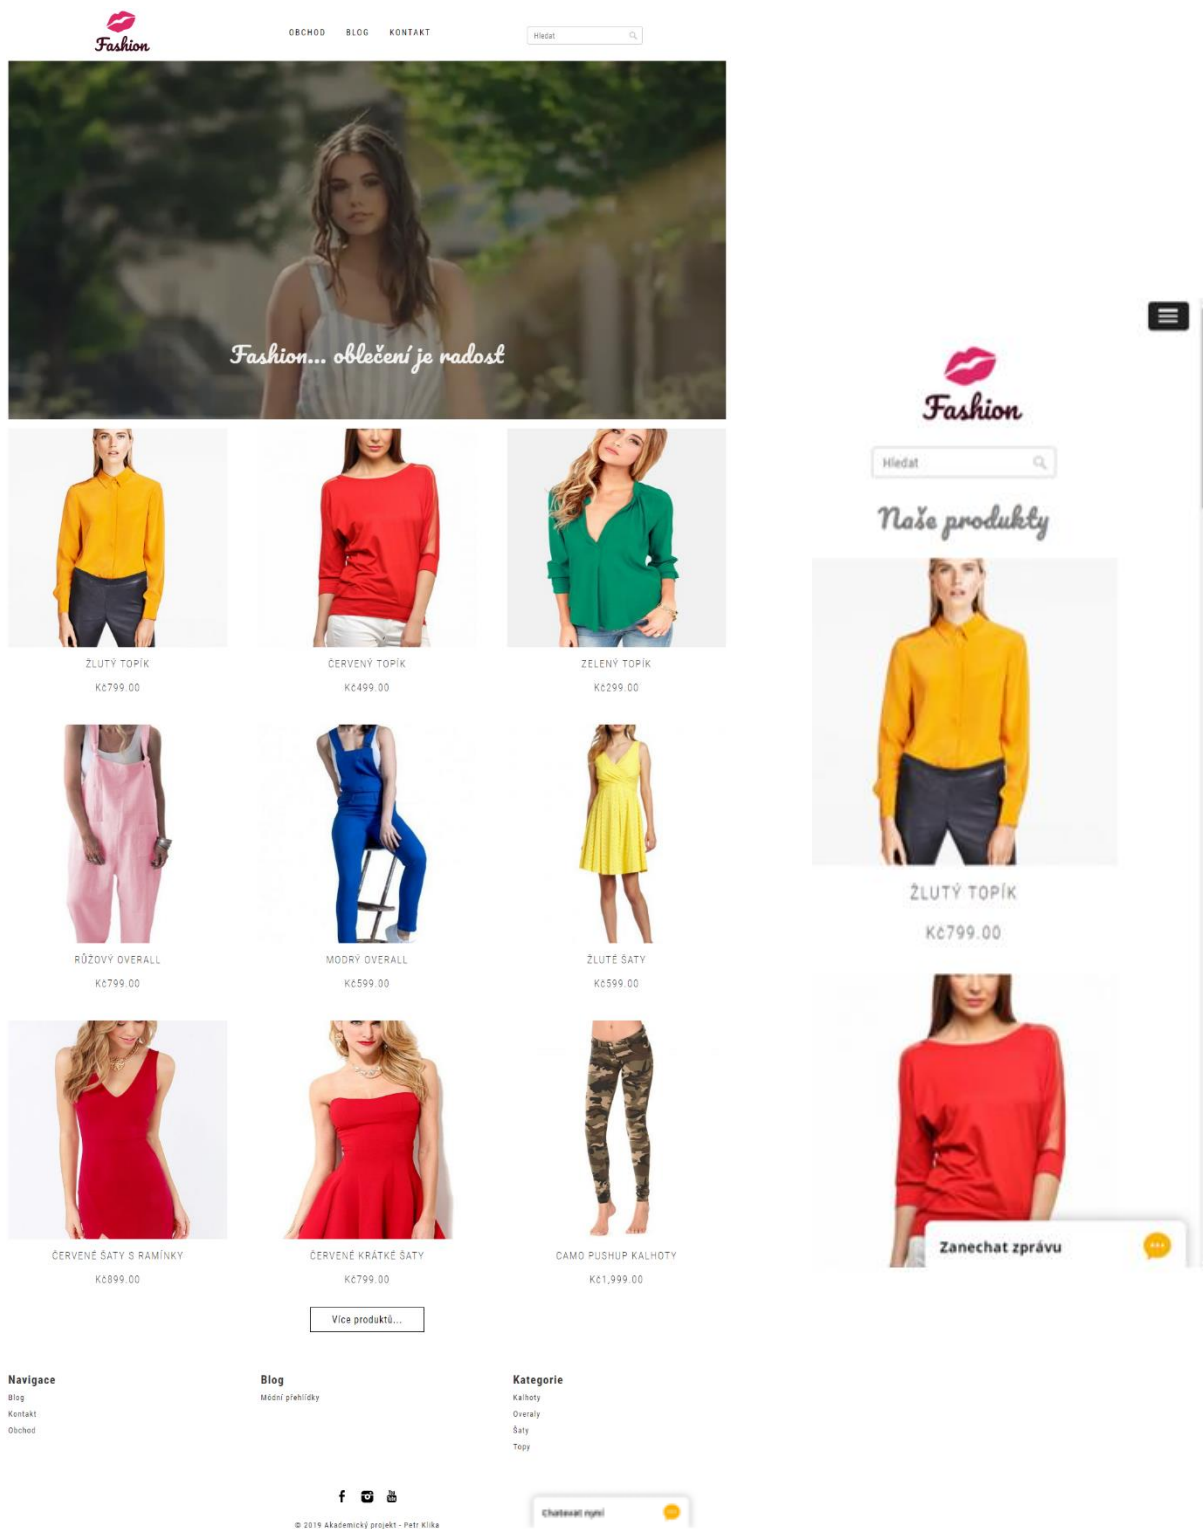 Fashion
OBCHOD BLOG KONTAKT
Hledat
Fashion... oblečení je radost
ŽLUTÝ TOPÍK
Kč799.00
ČERVENÝ TOPÍK
Kč499.00
ZELENÝ TOPÍK
Kč299.00
RŮŽOVÝ OVERALL
Kč799.00
MODRÝ OVERALL
Kč599.00
ŽLUTÉ ŠATY
Kč599.00
ČERVENÉ ŠATY S RAMÍNKY
Kč899.00
ČERVENÉ KRÁTKÉ ŠATY
Kč799.00
CAMO PUSHUP KALHOTY
Kč1,999.00
Více produktů...
Navigace
Blog
Kontakt
Obchod
Blog
Módní přehlídky
Kategorie
Kalhoty
Overaly
Šaty
Topy
You Tube
Chatovat nyní
© 2019 Akademický projekt - Petr Klika
Fashion
Hledat
Naše produkty
ŽLUTÝ TOPÍK
Kč799.00
Zanechat zprávu